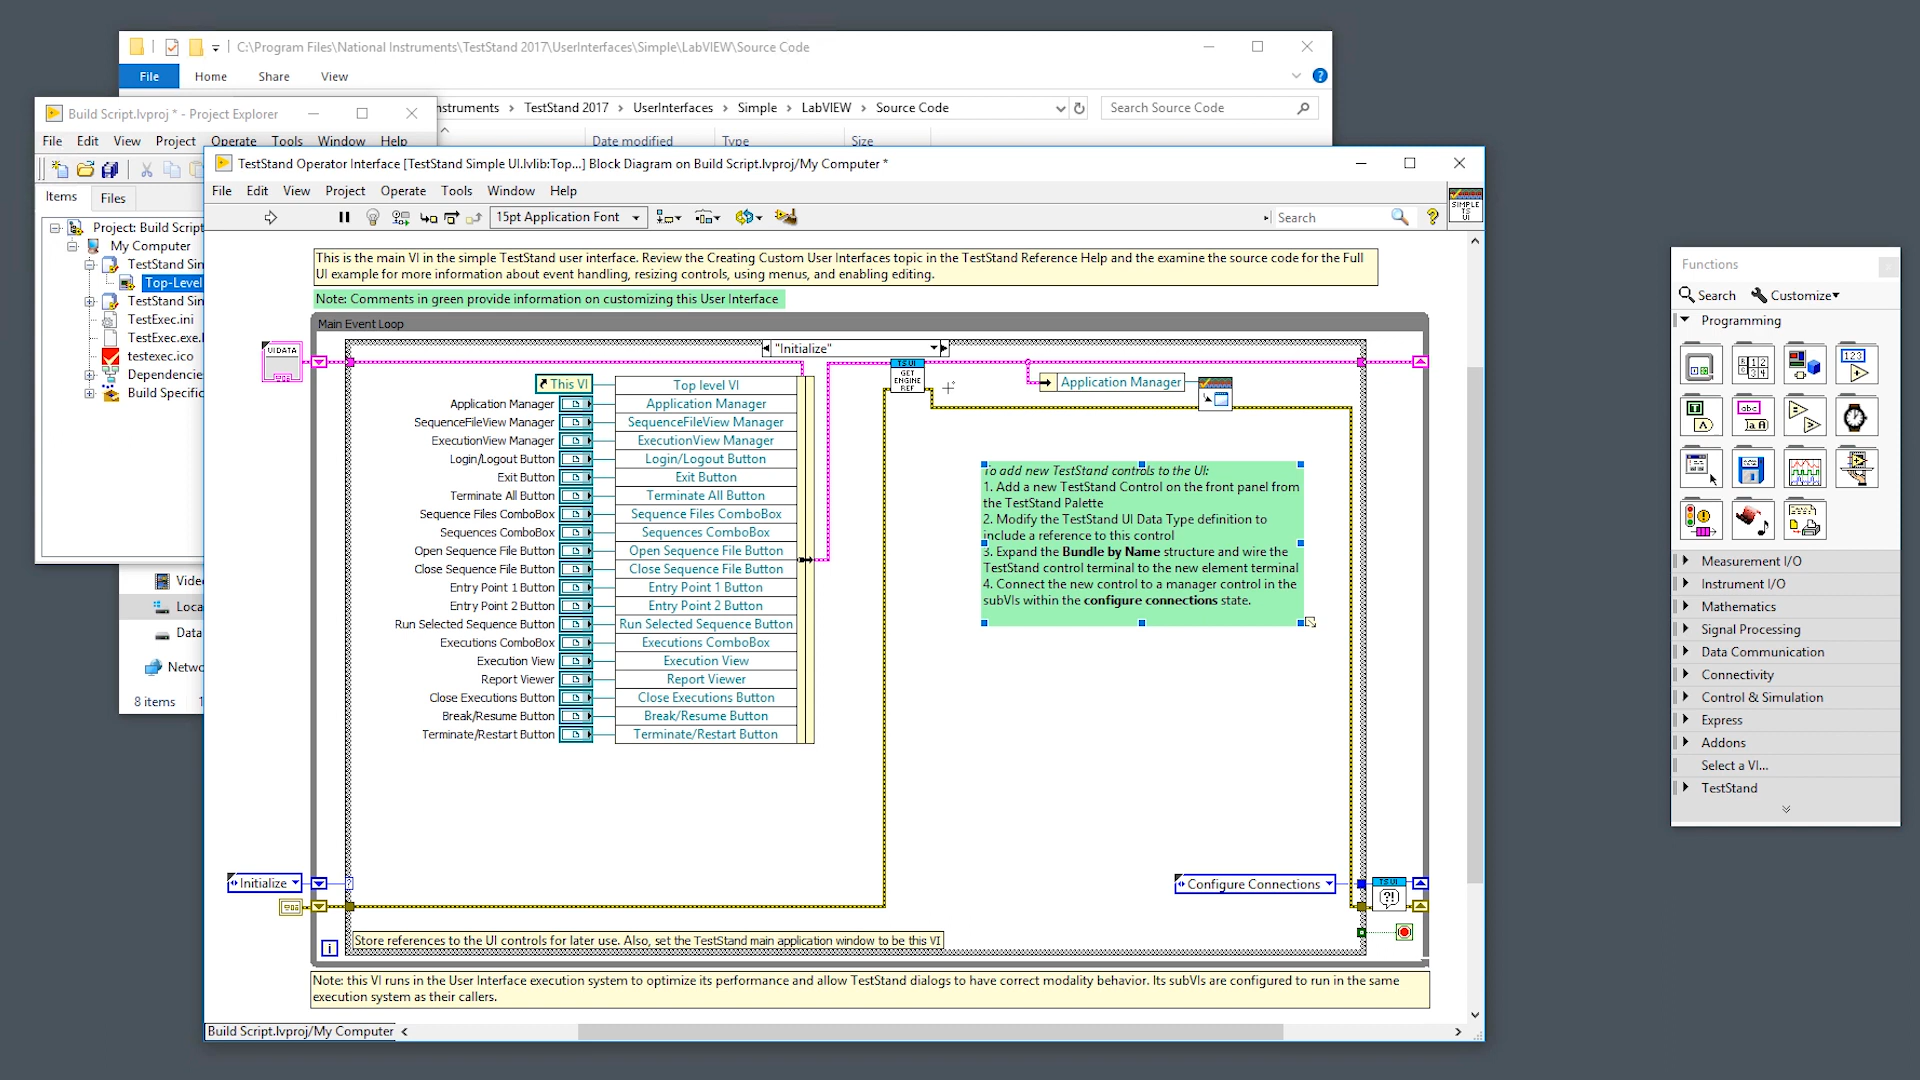 C:\Program Files\National Instruments\TestStand 2017\UserInterfaces\Simple\LabVIEW\Source Code
File
Home
Share
View
nstruments > TestStand 2017 > UserInterfaces > Simple > LabVIEW > Source Code
Search Source Code
Date modified
Type
Size
Build Script.lvproj * - Project Explorer
File Edit View Project Operate Tools Window Help
Items
Files
Project: Build Script
My Computer
TestStand Sin
Top-Level
TestStand Sin
TestExec.ini
TestExec.exe.
testexec.ico
Dependencie
Build Specific
Video
Loca
Data
Netwo
8 items
TestStand Operator Interface [TestStand Simple UI.lvlib:Top...] Block Diagram on Build Script.lvproj/My Computer *
File Edit View Project Operate Tools Window Help
15pt Application Font
Search
SIMPLE
TS
UI
This is the main VI in the simple TestStand user interface. Review the Creating Custom User Interfaces topic in the TestStand Reference Help and the examine the source code for the Full
UI example for more information about event handling, resizing controls, using menus, and enabling editing.
Note: Comments in green provide information on customizing this User Interface
Main Event Loop
UIDATA
"Initialize"
This VI
Top level VI
Application Manager
Application Manager
SequenceFileView Manager
SequenceFileView Manager
ExecutionView Manager
ExecutionView Manager
Login/Logout Button
Login/Logout Button
Exit Button
Exit Button
Terminate All Button
Terminate All Button
Sequence Files ComboBox
Sequence Files ComboBox
Sequences ComboBox
Sequences ComboBox
Open Sequence File Button
Open Sequence File Button
Close Sequence File Button
Close Sequence File Button
Entry Point 1 Button
Entry Point 1 Button
Entry Point 2 Button
Entry Point 2 Button
Run Selected Sequence Button
Run Selected Sequence Button
Executions ComboBox
Executions ComboBox
Execution View
Execution View
Report Viewer
Report Viewer
Close Executions Button
Close Executions Button
Break/Resume Button
Break/Resume Button
Terminate/Restart Button
Terminate/Restart Button
TSUI
GET
ENGINE
REF
Application Manager
To add new TestStand controls to the UI:
1. Add a new TestStand Control on the front panel from
the TestStand Palette
2. Modify the TestStand UI Data Type definition to
include a reference to this control
3. Expand the Bundle by Name structure and wire the
TestStand control terminal to the new element terminal
4. Connect the new control to a manager control in the
subVIs within the configure connections state.
Initialize
Configure Connections
TSUI
?!
i
Store references to the UI controls for later use. Also, set the TestStand main application window to be this VI
Note: this VI runs in the User Interface execution system to optimize its performance and allow TestStand dialogs to have correct modality behavior. Its subVIs are configured to run in the same
execution system as their callers.
Build Script.lvproj/My Computer
Functions
Search
Customize
Programming
123
Measurement I/O
Instrument I/O
Mathematics
Signal Processing
Data Communication
Connectivity
Control & Simulation
Express
Addons
Select a VI...
TestStand